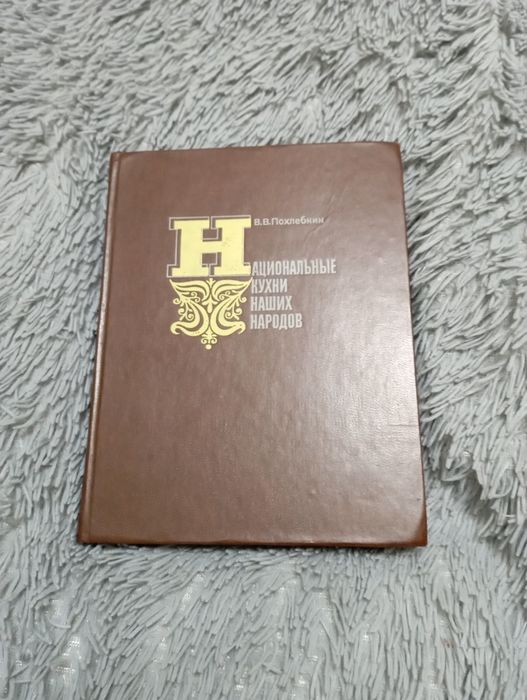 В.В.Похлебкин
НАЦИОНАЛЬНЫЕ
КУХНИ
НАШИХ
НАРОДОВ